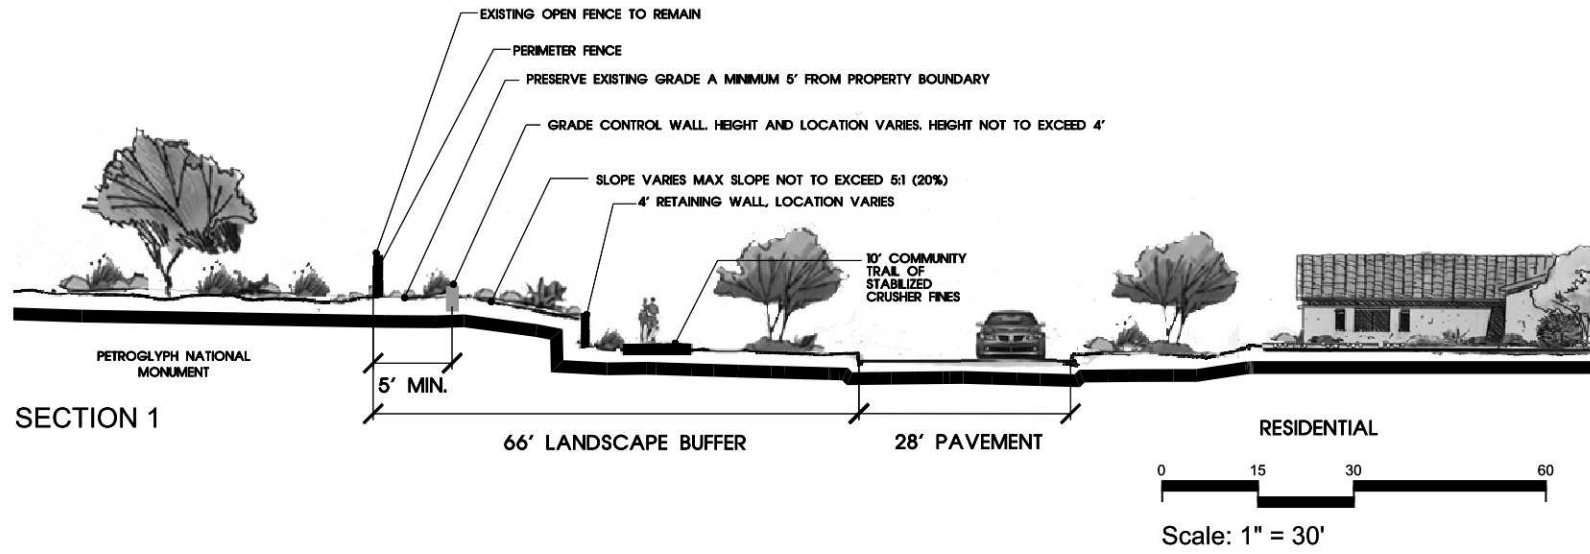 EXISTING OPEN FENCE TO REMAIN
PERIMETER FENCE
PRESERVE EXISTING GRADE A MINIMUM 5' FROM PROPERTY BOUNDARY
GRADE CONTROL WALL. HEIGHT AND LOCATION VARIES. HEIGHT NOT TO EXCEED 4'
SLOPE VARIES MAX SLOPE NOT TO EXCEED 5:1 (20%)
4' RETAINING WALL, LOCATION VARIES
10' COMMUNITY
TRAIL OF
STABILIZED
CRUSHER FINES
PETROGLYPH NATIONAL
MONUMENT
5' MIN.
SECTION 1
66' LANDSCAPE BUFFER
28' PAVEMENT
RESIDENTIAL
0 15 30 60
Scale: 1" = 30'